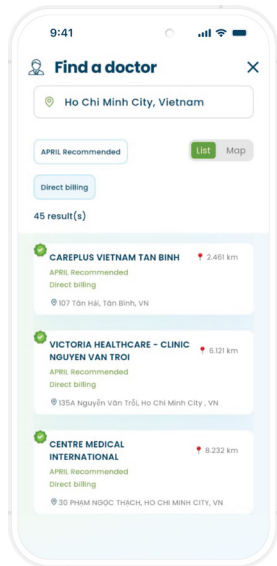 9:41
Find a doctor
Ho Chi Minh City, Vietnam
APRIL Recommended
List Map
Direct billing
45 result(s)
CAREPLUS VIETNAM TAN BINH 2.461 km
APRIL Recommended
Direct billing
107 Tân Hải, Tân Bình, VN
VICTORIA HEALTHCARE - CLINIC
NGUYEN VAN TROI
6.121 km
APRIL Recommended
Direct billing
135A Nguyễn Văn Trỗi, Ho Chi Minh City , VN
CENTRE MEDICAL
INTERNATIONAL
8.232 km
APRIL Recommended
Direct billing
30 PHAM NGOC THẠCH, HO CHI MINH CITY, VN